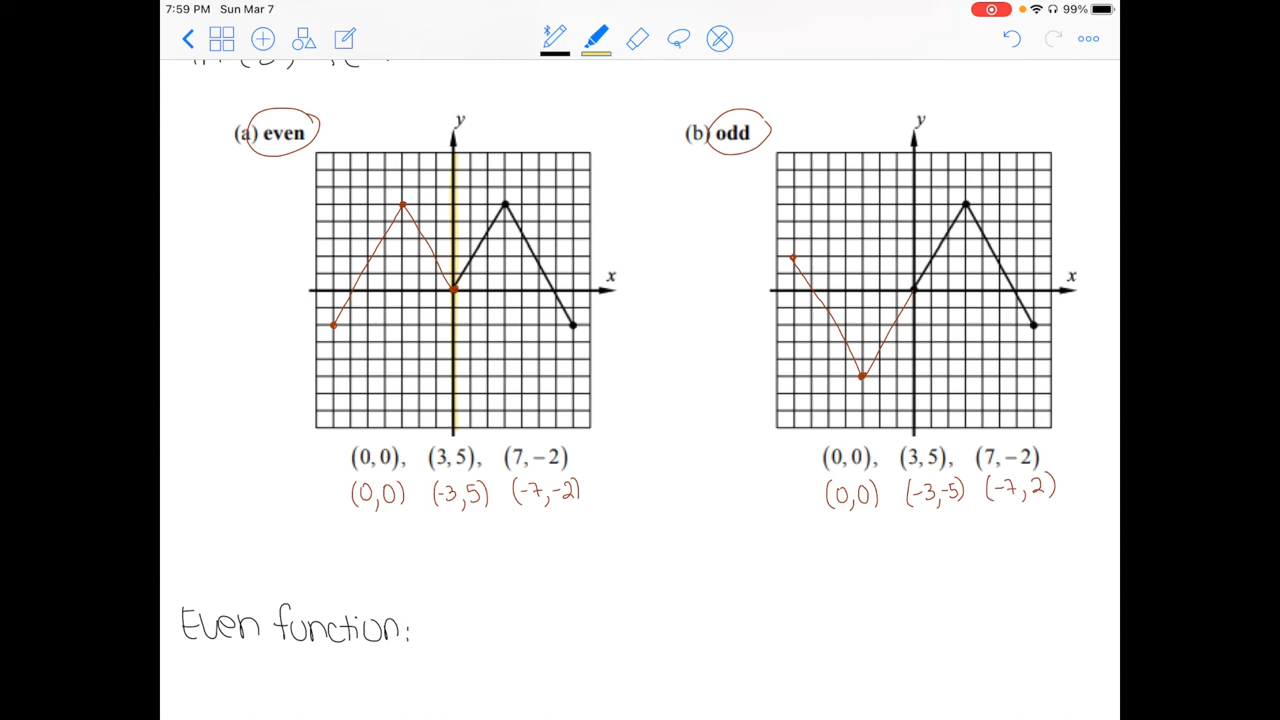 7:59 PM Sun Mar 7 99%
(a) even
y
x
(0, 0), (3, 5), (7, −2)
(0,0) (-3,5) (-7,-2)
(b) odd
y
x
(0, 0), (3, 5), (7, −2)
(0,0) (-3,-5) (-7,2)
Even function: